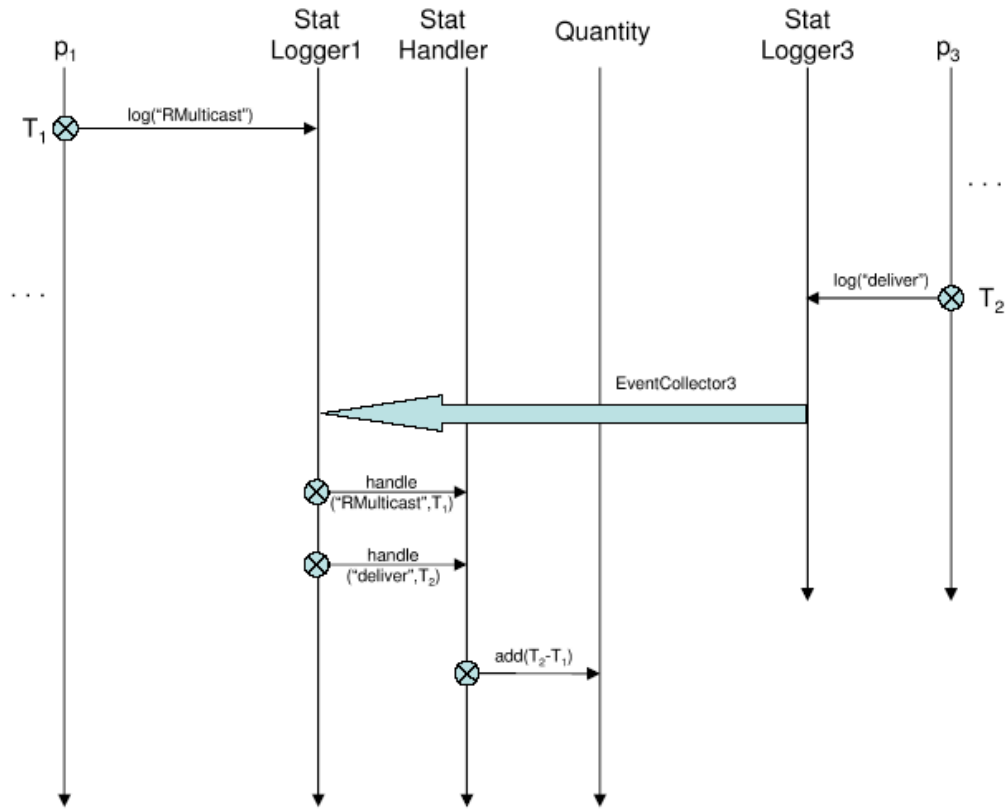 p₁
Stat
Logger1
Stat
Handler
Quantity
Stat
Logger3
p₃
T₁
log(“RMulticast”)
. . .
. . .
log(“deliver”)
T₂
EventCollector3
handle
(“RMulticast”,T₁)
handle
(“deliver”,T₂)
add(T₂-T₁)